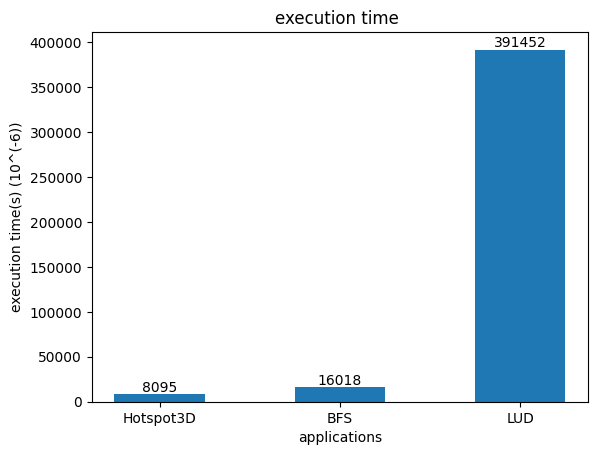 execution time
execution time(s) (10^(-6))
400000
350000
300000
250000
200000
150000
100000
50000
0
8095
16018
391452
Hotspot3D
BFS
LUD
applications